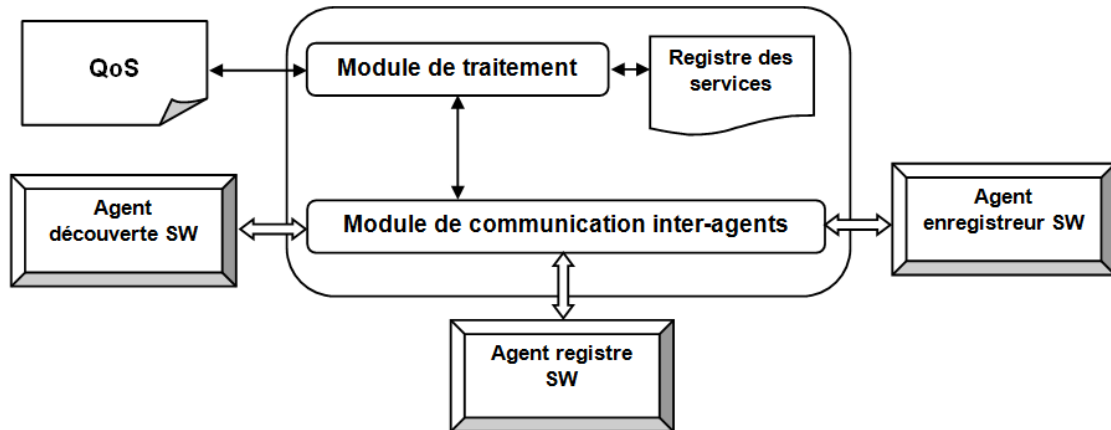 QoS
Module de traitement
Registre des
services
Agent
découverte SW
Module de communication inter-agents
Agent
enregistreur SW
Agent registre
SW